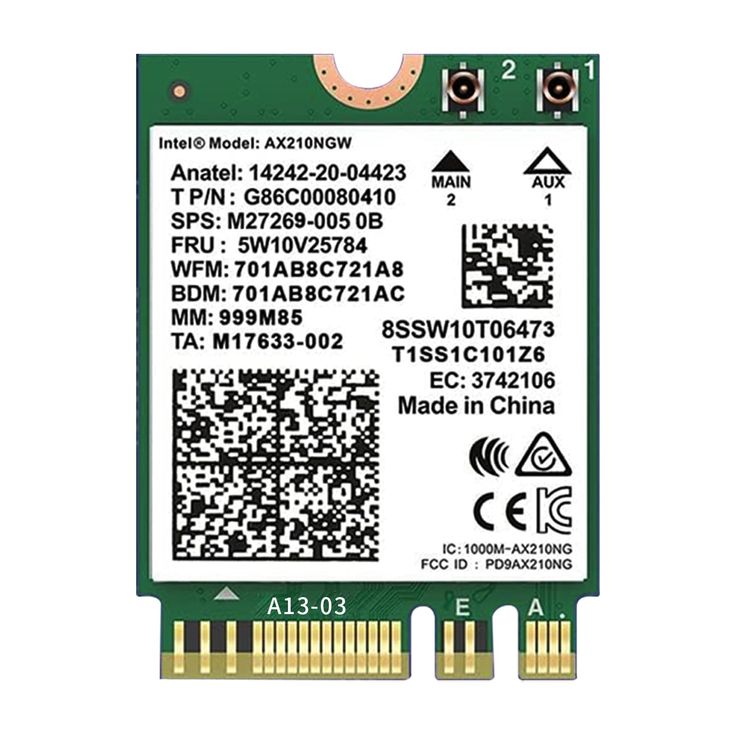 2 1
Intel® Model: AX210NGW
Anatel: 14242-20-04423
T P/N: G86C00080410
SPS: M27269-005 0B
FRU : 5W10V25784
WFM: 701AB8C721A8
BDM: 701AB8C721AC
MM: 999M85
TA: M17633-002
MAIN AUX
2 1
8SSW10T06473
T1SS1C101Z6
EC: 3742106
Made in China
CE
IC: 1000M-AX210NG
FCC ID : PD9AX210NG
A13-03 E A .